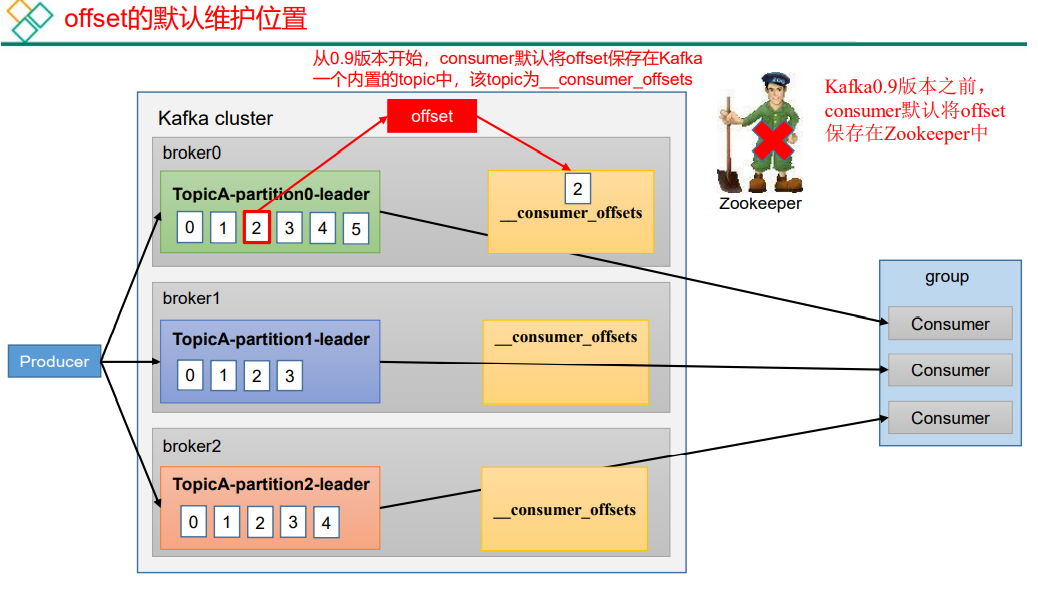 offset的默认维护位置
从0.9版本开始，consumer默认将offset保存在Kafka
一个内置的topic中，该topic为__consumer_offsets
Kafka0.9版本之前，
consumer默认将offset
保存在Zookeeper中
Zookeeper
Kafka cluster
offset
broker0
TopicA-partition0-leader
0 1 2 3 4 5
2
__consumer_offsets
broker1
TopicA-partition1-leader
0 1 2 3
__consumer_offsets
broker2
TopicA-partition2-leader
0 1 2 3 4
__consumer_offsets
Producer
group
Consumer
Consumer
Consumer